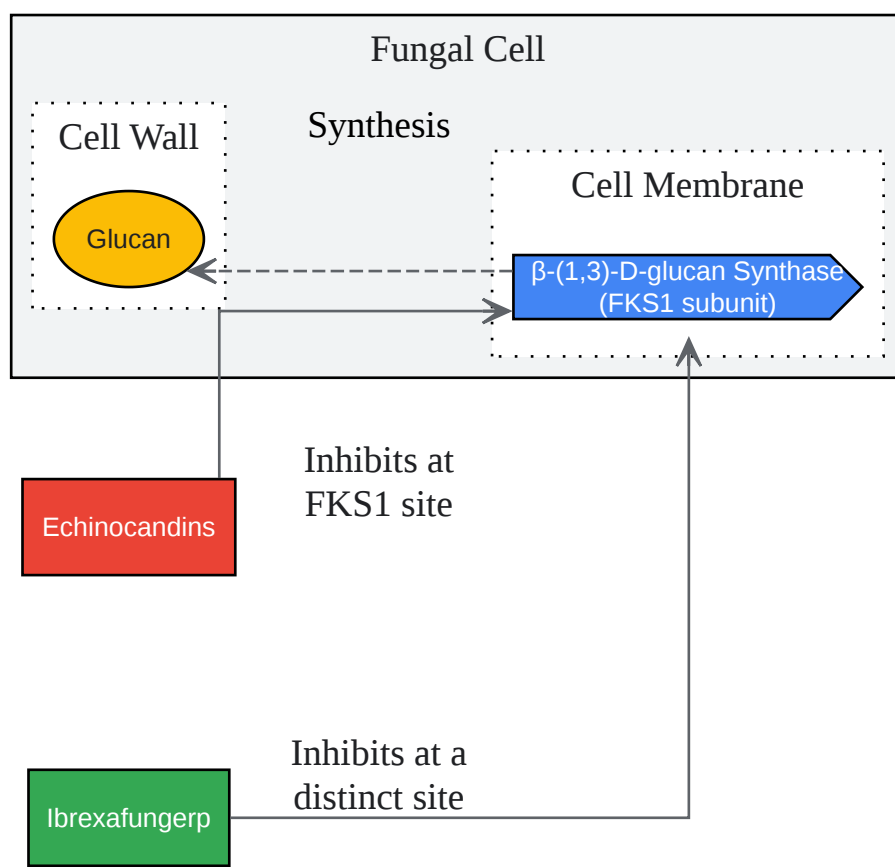 Fungal Cell
Synthesis
Cell Wall
Glucan
Cell Membrane
β-(1,3)-D-glucan Synthase
(FKS1 subunit)
Inhibits at
FKS1 site
Echinocandins
Inhibits at a
distinct site
Ibrexafungerp